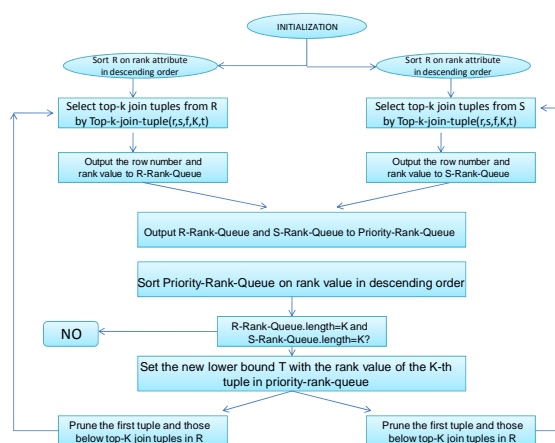 INITIALIZATION
Sort R on rank attribute
in descending order
Sort R on rank attribute
in descending order
Select top-k join tuples from R
by Top-k-join-tuple(r,s,f,K,t)
Select top-k join tuples from S
by Top-k-join-tuple(r,s,f,K,t)
Output the row number and
rank value to R-Rank-Queue
Output the row number and
rank value to S-Rank-Queue
Output R-Rank-Queue and S-Rank-Queue to Priority-Rank-Queue
Sort Priority-Rank-Queue on rank value in descending order
R-Rank-Queue.length=K and
S-Rank-Queue.length=K?
NO
Set the new lower bound T with the rank value of the K-th
tuple in priority-rank-queue
Prune the first tuple and those
below top-K join tuples in R
Prune the first tuple and those
below top-K join tuples in R